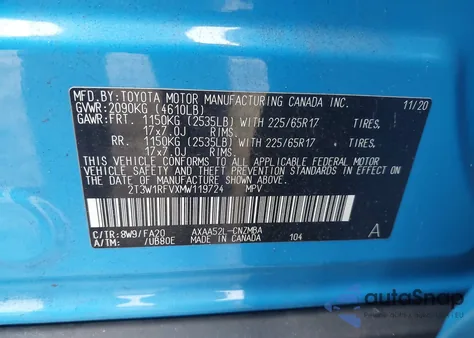 MFD.BY:TOYOTA MOTOR MANUFACTURING CANADA INC.
GVWR: 2090KG (4610LB) 11/20
GAWR: FRT. 1150KG (2535LB) WITH 225/65R17 TIRES.
17x7.0J RIMS.
RR. 1150KG (2535LB) WITH 225/65R17 TIRES.
17x7.0J RIMS.
THIS VEHICLE CONFORMS TO ALL APPLICABLE FEDERAL MOTOR
VEHICLE SAFETY AND THEFT PREVENTION STANDARDS IN EFFECT
ON THE DATE OF MANUFACTURE SHOWN ABOVE.
2T3W1RFVXMW119724 MPV
C/TR: 8W9/FA20 AXAA52L-CNZMBA A
A/TM: /UB80E MADE IN CANADA 104
autoSnap